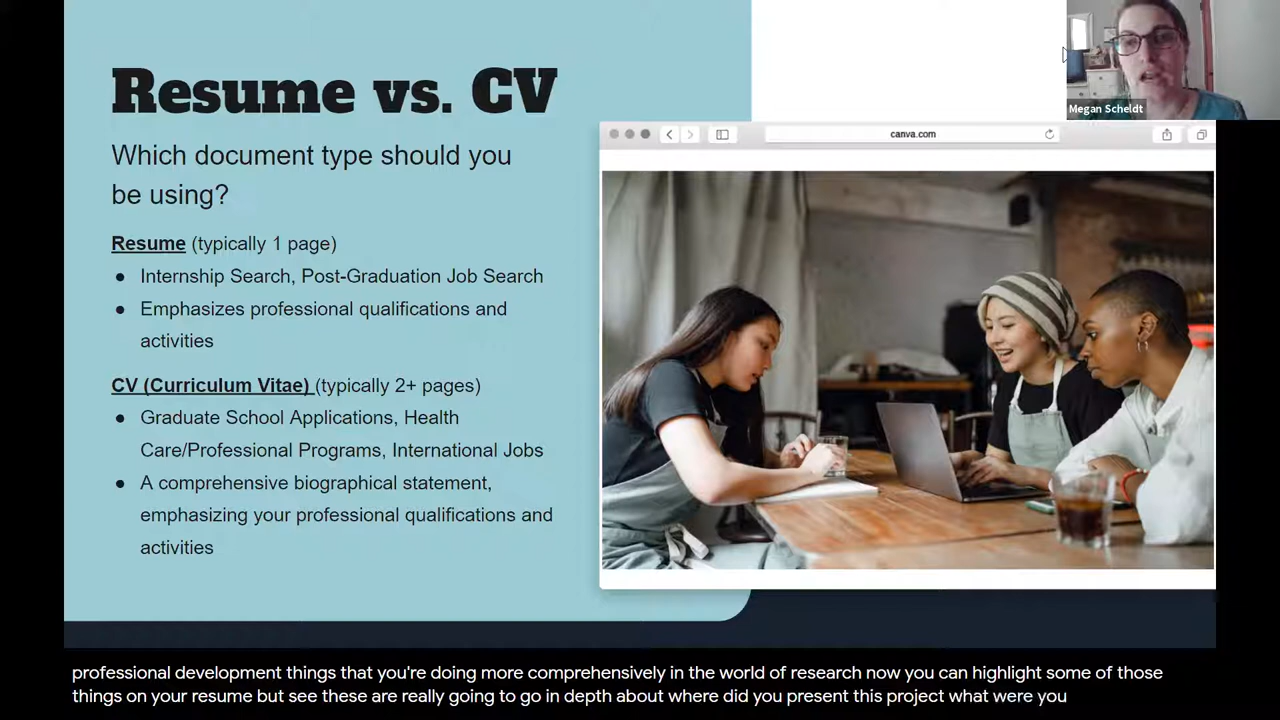 Resume vs. CV
Which document type should you
be using?
Resume (typically 1 page)
● Internship Search, Post-Graduation Job Search
● Emphasizes professional qualifications and
activities
CV (Curriculum Vitae) (typically 2+ pages)
● Graduate School Applications, Health
Care/Professional Programs, International Jobs
● A comprehensive biographical statement,
emphasizing your professional qualifications and
activities
canva.com
Megan Scheldt
professional development things that you're doing more comprehensively in the world of research now you can highlight some of those
things on your resume but see these are really going to go in depth about where did you present this project what were you